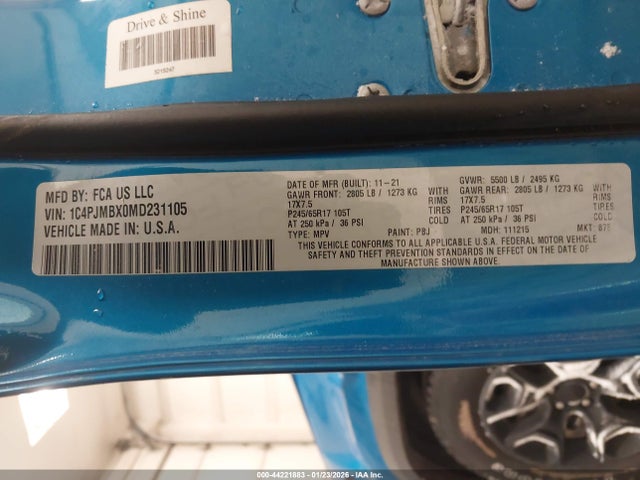 Drive & Shine
3019247
MFD BY: FCA US LLC
VIN: 1C4PJMBX0MD231105
VEHICLE MADE IN: U.S.A.
DATE OF MFR (BUILT): 11-21
GVWR: 5500 LB / 2495 KG
GAWR FRONT: 2805 LB / 1273 KG WITH
GAWR REAR: 2805 LB / 1273 KG WITH
17X7.5 RIMS
17X7.5 RIMS
P245/65R17 105T TIRES
P245/65R17 105T TIRES
AT 250 kPa / 36 PSI COLD
AT 250 kPa / 36 PSI COLD
TYPE: MPV PAINT: PBJ MDH: 111215 MKT:
THIS VEHICLE CONFORMS TO ALL APPLICABLE U.S. FEDERAL MOTOR VEHICLE
SAFETY AND THEFT PREVENTION STANDARDS IN EFFECT ON THE DATE OF
MANUFACTURE SHOWN ABOVE.
000-44221883 - 01/23/2026 - IAA Inc.